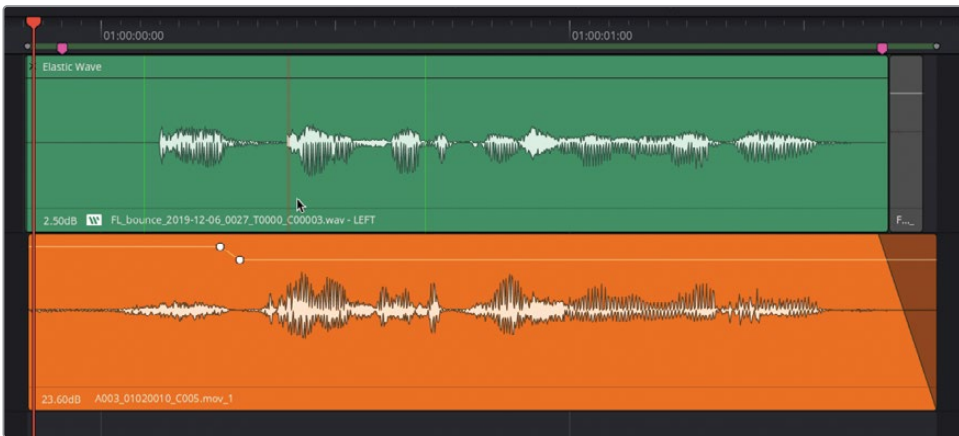 01:00:00:00
01:00:01:00
Elastic Wave
2.50dB W FL_bounce_2019-12-06_0027_T0000_C00003.wav - LEFT
F..._
23.60dB A003_01020010_C005.mov_1